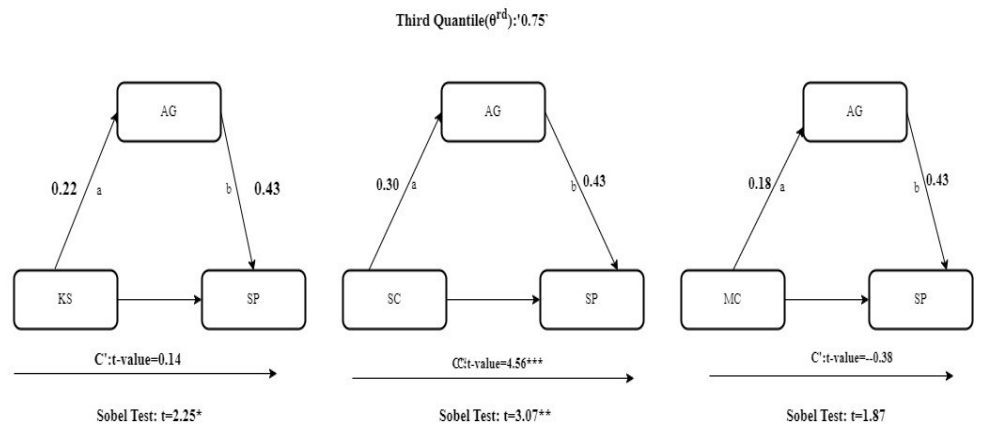 Third Quantile(θrd):'0.75`
AG
AG
AG
0.22 a
b 0.43
0.30 a
b 0.43
0.18 a
b 0.43
KS
SP
SC
SP
MC
SP
C':t-value=0.14
t-value=4.56***
C':t-value=--0.38
Sobel Test: t=2.25*
Sobel Test: t=3.07**
Sobel Test: t=1.87